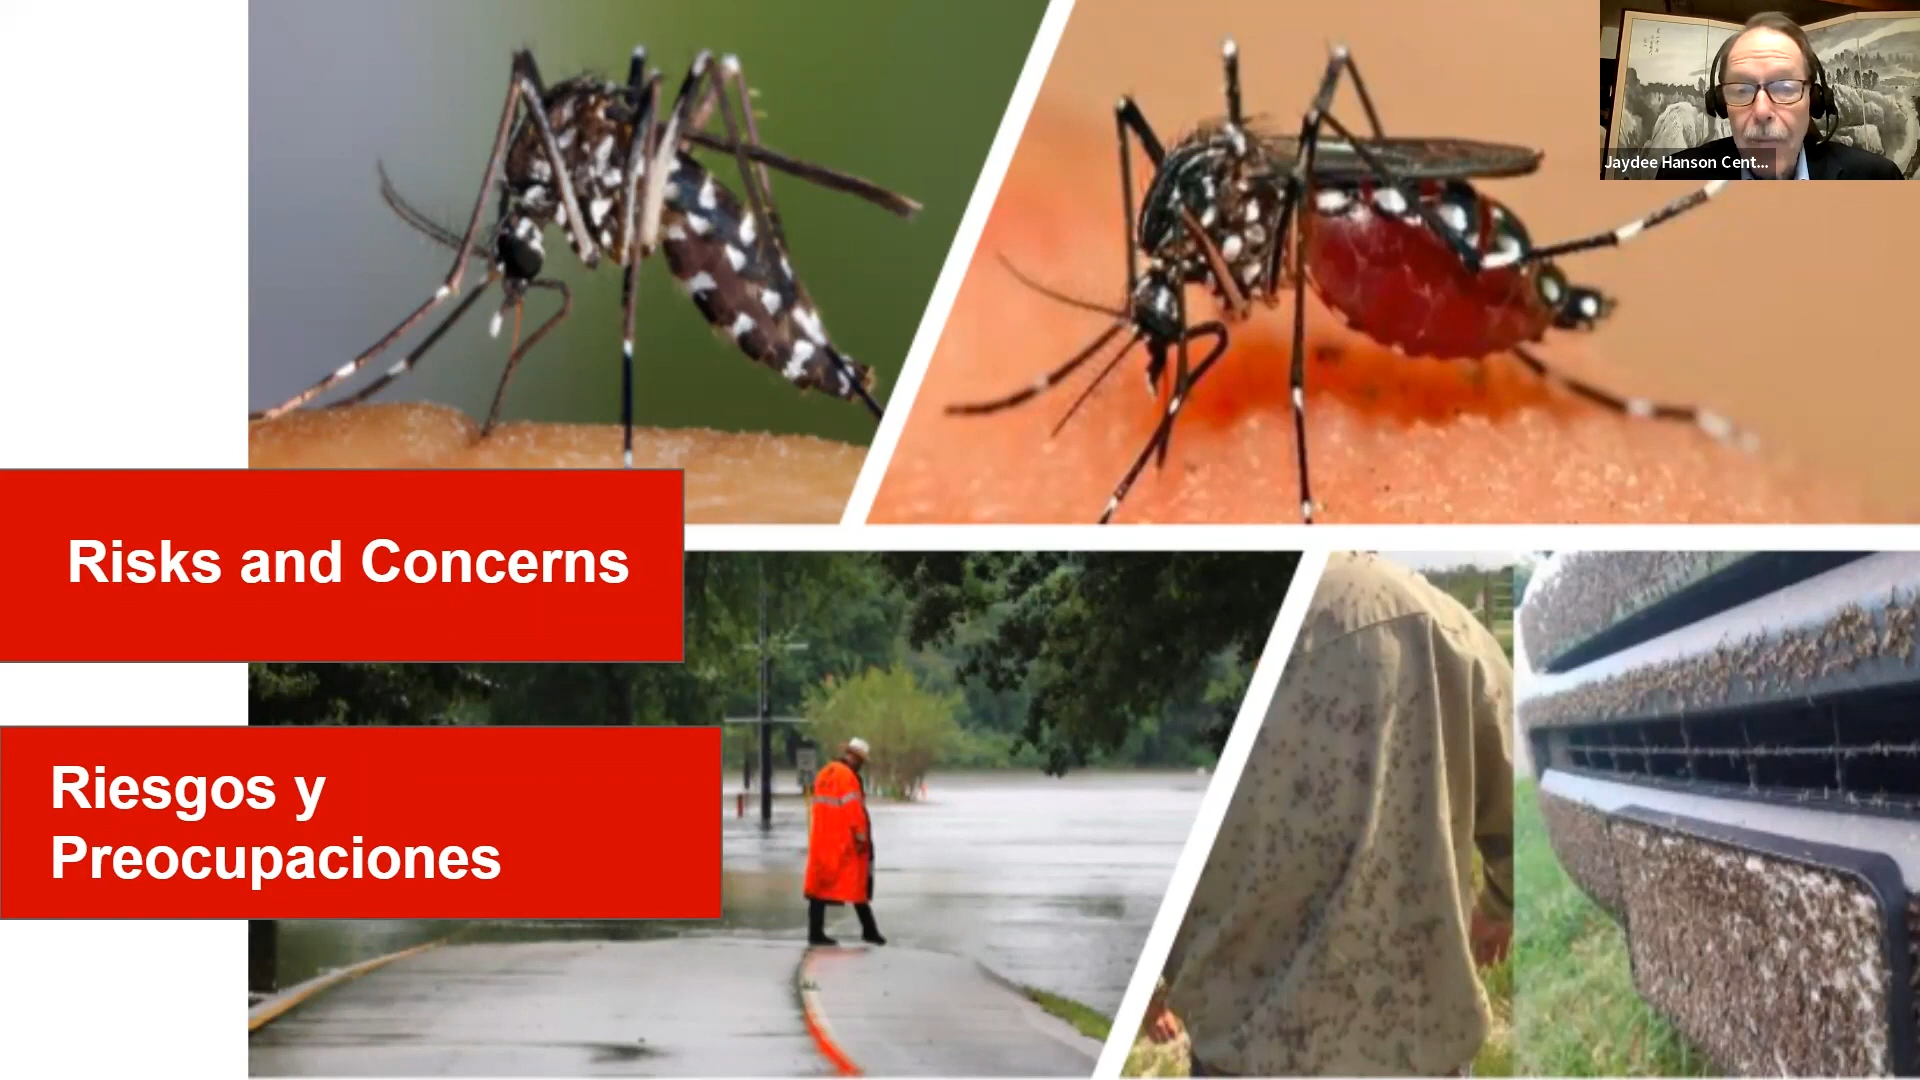 Jaydee Hanson Cent...
Risks and Concerns
Riesgos y
Preocupaciones